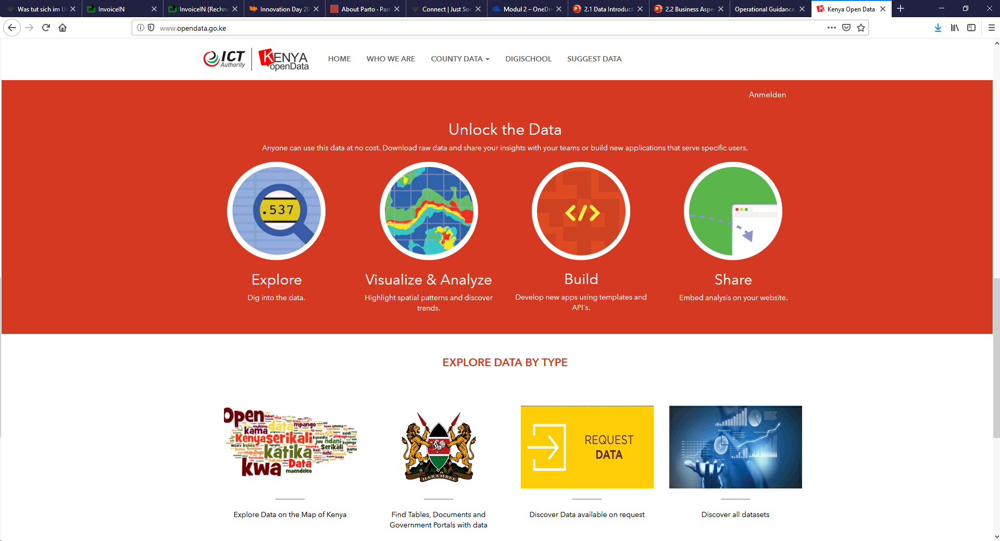 Was tut sich im U
InvoiceIN
InvoiceIN (Rechnu
Innovation Day 20
About Parto · Part
Connect | Just Soc
Modul 2 – OneDri
2.1 Data Introduct
2.2 Business Aspe
Operational Guidance
Kenya Open Data
www.opendata.go.ke
ICT
Authority
KENYA
openData
HOME
WHO WE ARE
COUNTY DATA
DIGISCHOOL
SUGGEST DATA
Anmelden
Unlock the Data
Anyone can use this data at no cost. Download raw data and share your insights with your teams or build new applications that serve specific users.
.537
</>
Explore
Dig into the data.
Visualize & Analyze
Highlight spatial patterns and discover
trends.
Build
Develop new apps using templates and
API's.
Share
Embed analysis on your website.
EXPLORE DATA BY TYPE
Open
data
mpango
kama
Kenya
serikali
juu
ndani
Serikali
katika
kwa
Data
maendeleo
HARAMBEE
REQUEST
DATA
Explore Data on the Map of Kenya
Find Tables, Documents and
Government Portals with data
Discover Data available on request
Discover all datasets